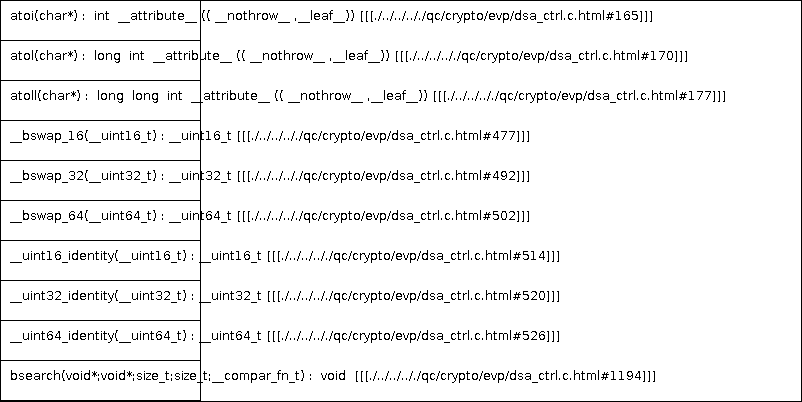 atoi(char*) : int __attribute__ (( __nothrow__ ,__leaf__)) [[[./../../../qc/crypto/evp/dsa_ctrl.c.html#165]]]
atol(char*) : long int __attribute__ (( __nothrow__ ,__leaf__)) [[[./../../../qc/crypto/evp/dsa_ctrl.c.html#170]]]
atoll(char*) : long long int __attribute__ (( __nothrow__ ,__leaf__)) [[[./../../../qc/crypto/evp/dsa_ctrl.c.html#177]]]
__bswap_16(__uint16_t) : __uint16_t [[[./../../../qc/crypto/evp/dsa_ctrl.c.html#477]]]
__bswap_32(__uint32_t) : __uint32_t [[[./../../../qc/crypto/evp/dsa_ctrl.c.html#492]]]
__bswap_64(__uint64_t) : __uint64_t [[[./../../../qc/crypto/evp/dsa_ctrl.c.html#502]]]
__uint16_identity(__uint16_t) : __uint16_t [[[./../../../qc/crypto/evp/dsa_ctrl.c.html#514]]]
__uint32_identity(__uint32_t) : __uint32_t [[[./../../../qc/crypto/evp/dsa_ctrl.c.html#520]]]
__uint64_identity(__uint64_t) : __uint64_t [[[./../../../qc/crypto/evp/dsa_ctrl.c.html#526]]]
bsearch(void*;void*;size_t;size_t;__compar_fn_t) : void [[[./../../../qc/crypto/evp/dsa_ctrl.c.html#1194]]]